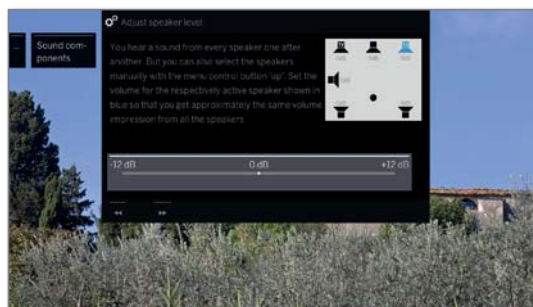 Adjust speaker level
Sound com-
ponents
You hear a sound from every speaker one after
another. But you can also select the speakers
manually with the menu control button 'up'. Set the
volume for the respectively active speaker shown in
blue so that you get approximately the same volume
impression from all the speakers.
-12 dB 0 dB +12 dB